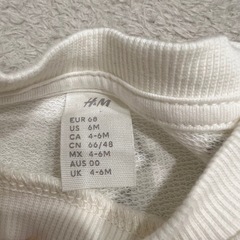 H&M
EUR 68
US 6M
CA 4-6M
CN 66/48
MX 4-6M
AUS 00
UK 4-6M